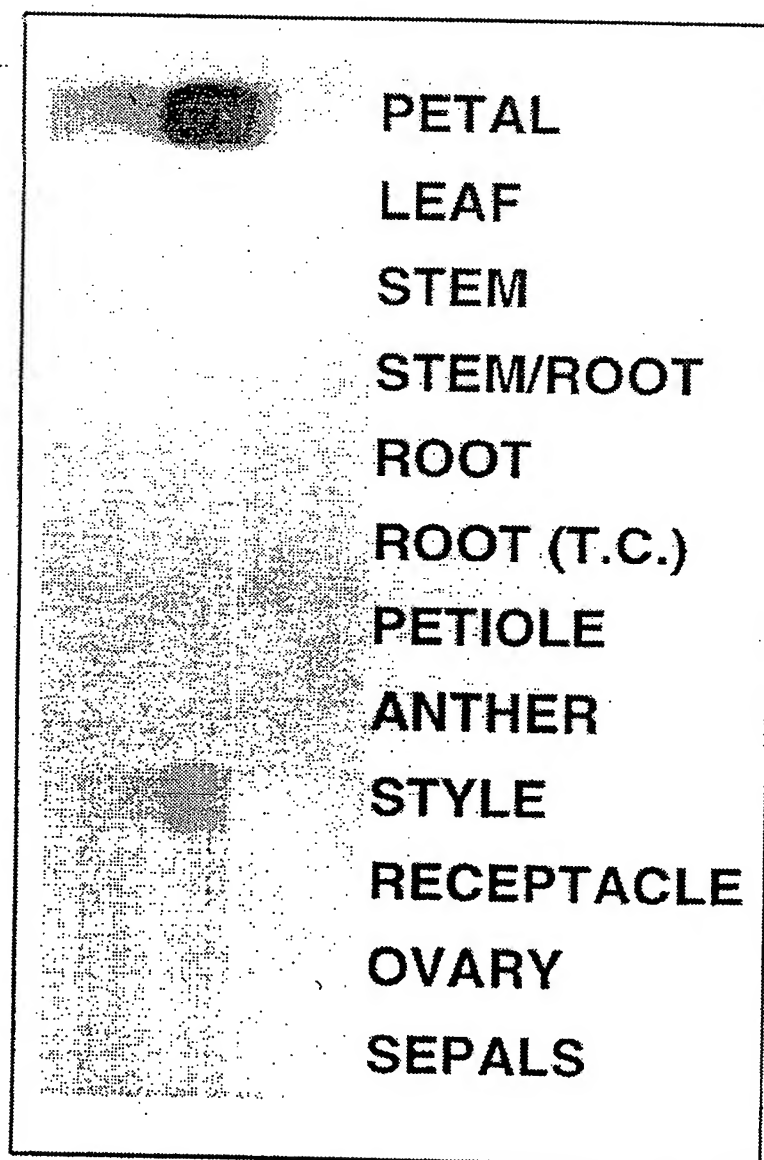 PETAL
LEAF
STEM
STEM/ROOT
ROOT
ROOT (T.C.)
PETIOLE
ANTHER
STYLE
RECEPTACLE
OVARY
SEPALS